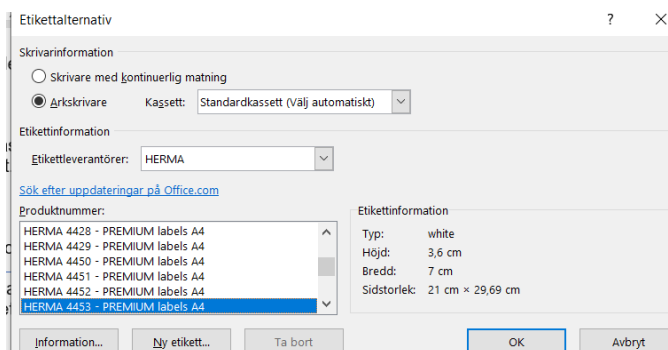 Etikettalternativ ? ×
Skrivarinformation
Skrivare med kontinuerlig matning
Arkskrivare Kassett: Standardkassett (Välj automatiskt)
Etikettinformation
Etikettleverantörer: HERMA
Sök efter uppdateringar på Office.com
Produktnummer: Etikettinformation
HERMA 4428 - PREMIUM labels A4
HERMA 4429 - PREMIUM labels A4
HERMA 4450 - PREMIUM labels A4
HERMA 4451 - PREMIUM labels A4
HERMA 4452 - PREMIUM labels A4
HERMA 4453 - PREMIUM labels A4
Typ: white
Höjd: 3,6 cm
Bredd: 7 cm
Sidstorlek: 21 cm × 29,69 cm
Information... Ny etikett... Ta bort OK Avbryt